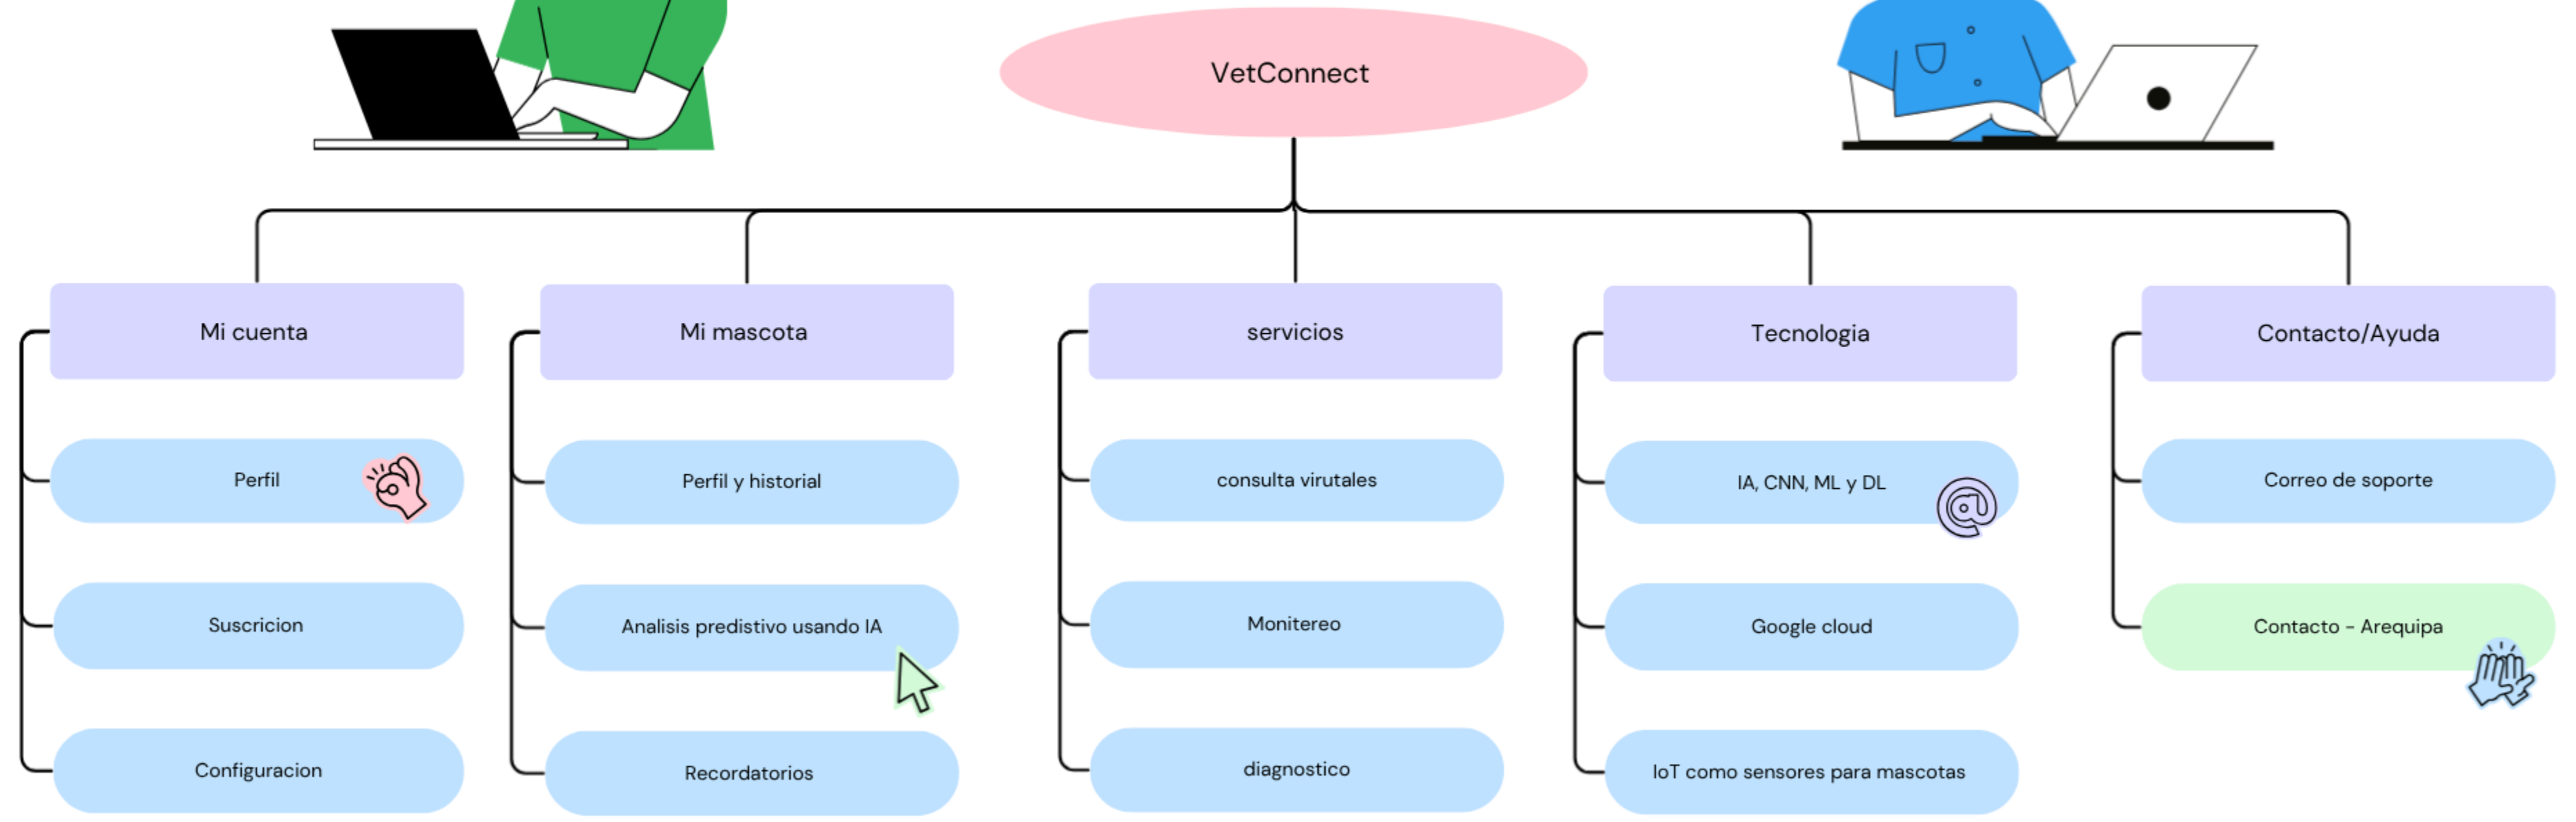 VetConnect
Mi cuenta
Perfil
Suscricion
Configuracion
Mi mascota
Perfil y historial
Analisis predistivo usando IA
Recordatorios
servicios
consulta virutales
Monitereo
diagnostico
Tecnologia
IA, CNN, ML y DL
@
Google cloud
IoT como sensores para mascotas
Contacto/Ayuda
Correo de soporte
Contacto - Arequipa